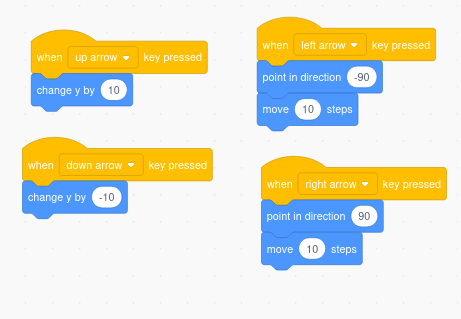 when up arrow key pressed
change y by 10
when down arrow key pressed
change y by -10
when left arrow key pressed
point in direction -90
move 10 steps
when right arrow key pressed
point in direction 90
move 10 steps